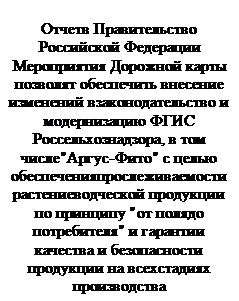 Отчетв Правительство
Российской Федерации
Мероприятия Дорожной карты
позволят обеспечить внесение
изменений взаконодательство и
модернизацию ФГИС
Россельхознадзора, в том
числе"Аргус-Фито" с целью
обеспеченияпрослеживаемости
растениеводческой продукции
по принципу "от полядо
потребителя" и гарантии
качества и безопасности
продукции на всехстадиях
производства